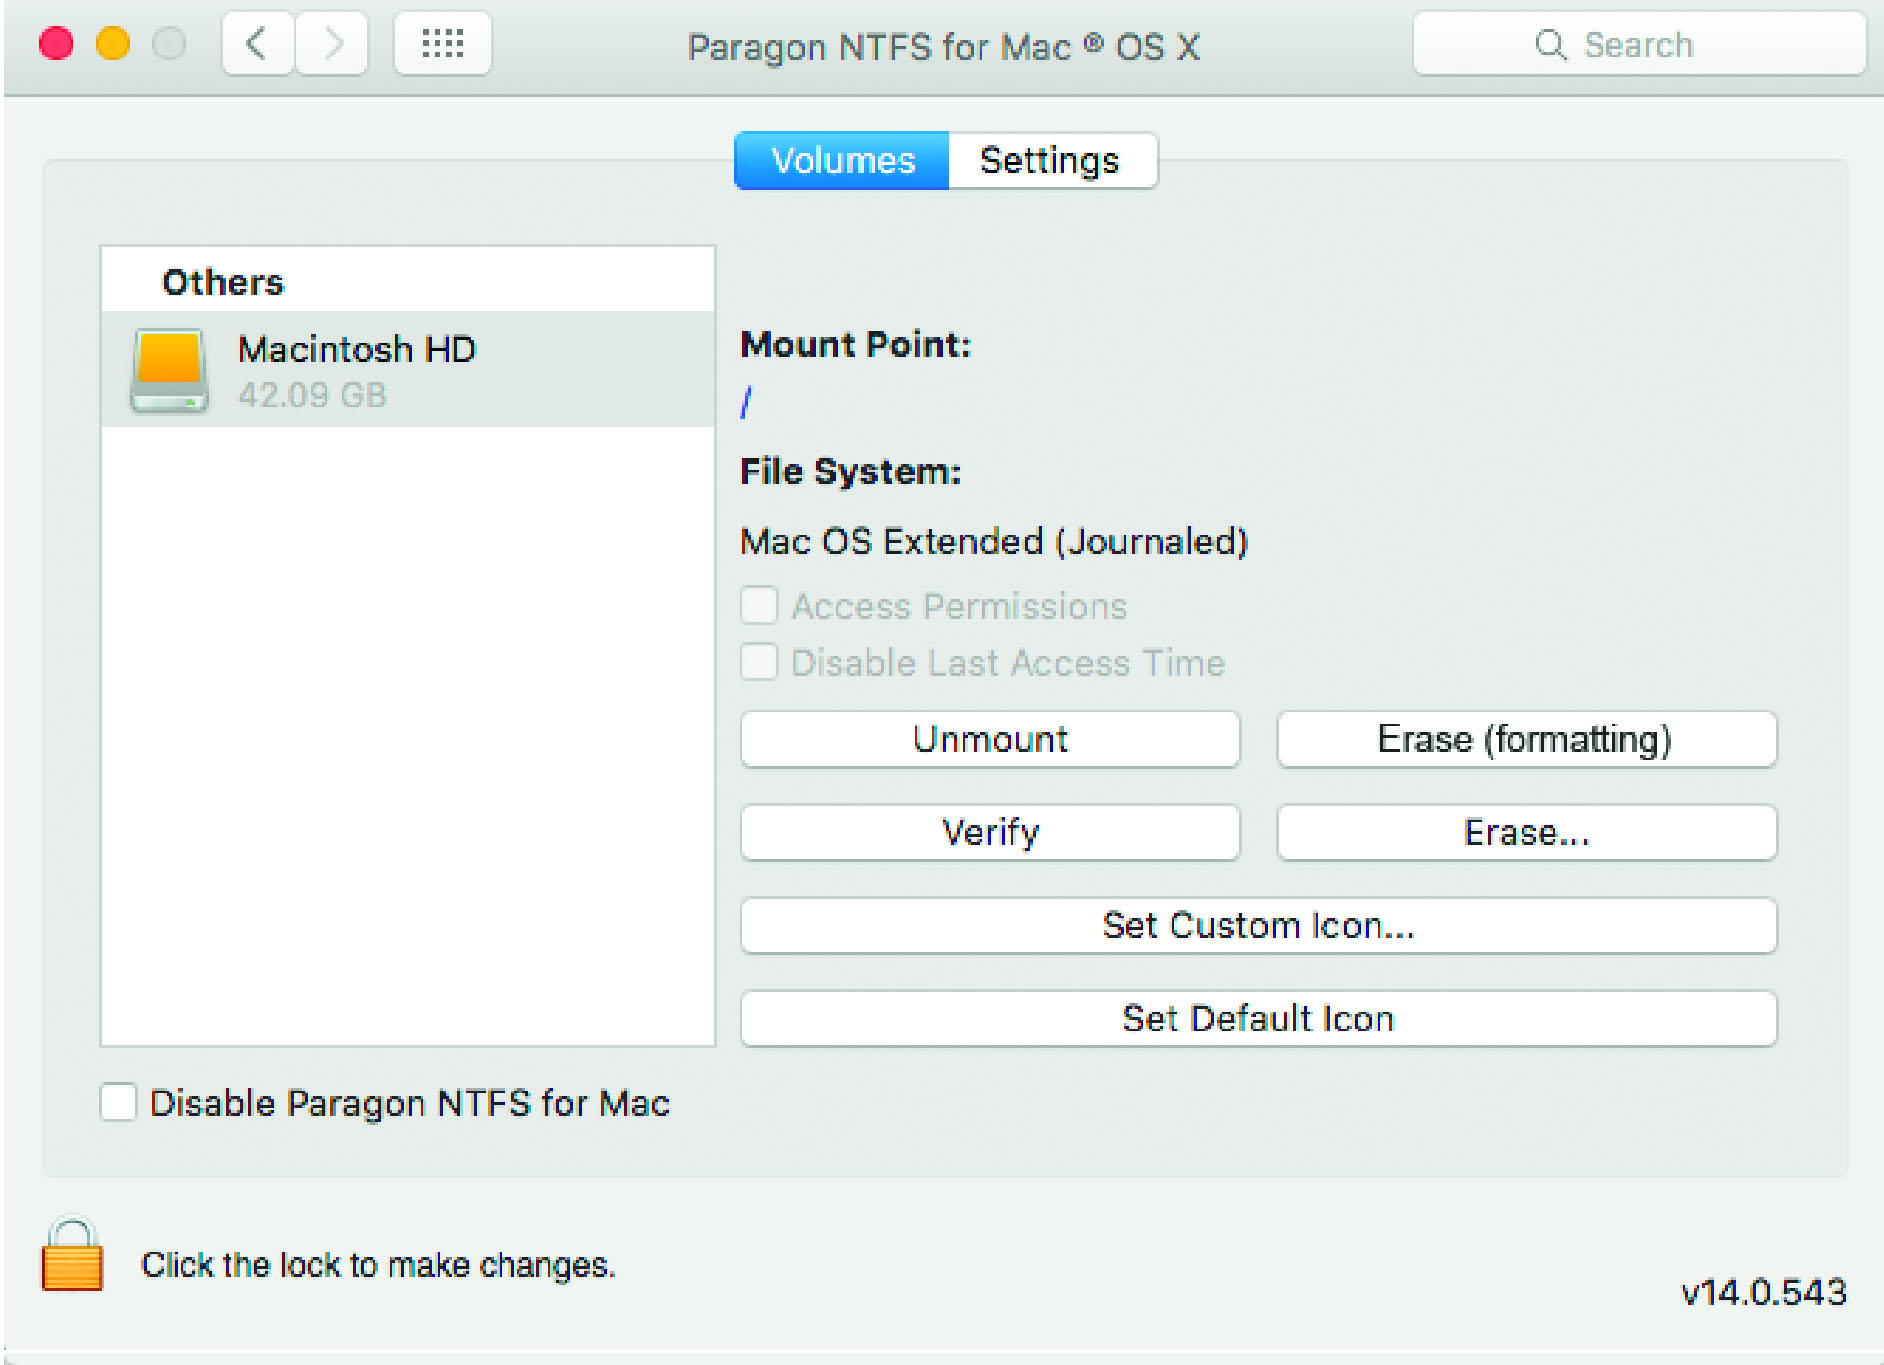 Paragon NTFS for Mac ® OS X
Search
Volumes
Settings
Others
Macintosh HD
42.09 GB
Mount Point:
/
File System:
Mac OS Extended (Journaled)
Access Permissions
Disable Last Access Time
Unmount
Erase (formatting)
Verify
Erase...
Set Custom Icon...
Set Default Icon
Disable Paragon NTFS for Mac
Click the lock to make changes.
v14.0.543